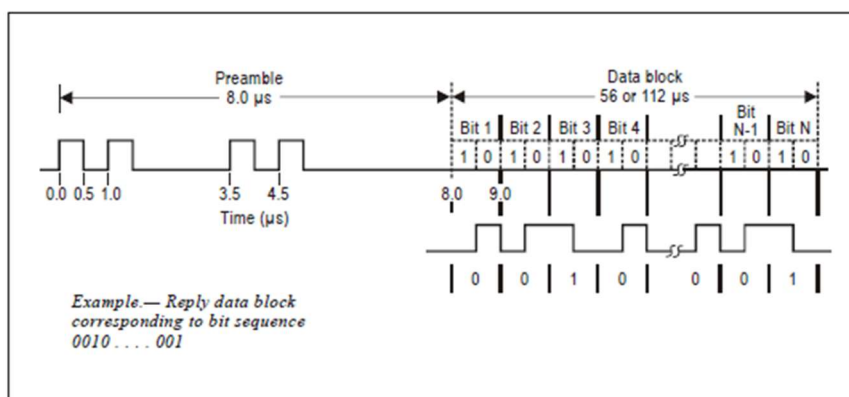 Preamble
8.0 µs
Data block
56 or 112 µs
Bit 1 Bit 2 Bit 3 Bit 4 Bit N-1 Bit N
1 0 1 0 1 0 1 0 1 0 1 0
0.0 0.5 1.0 3.5 4.5 8.0 9.0
Time (µs)
0 0 1 0 0 0 1
Example.— Reply data block
corresponding to bit sequence
0010 . . . . 001